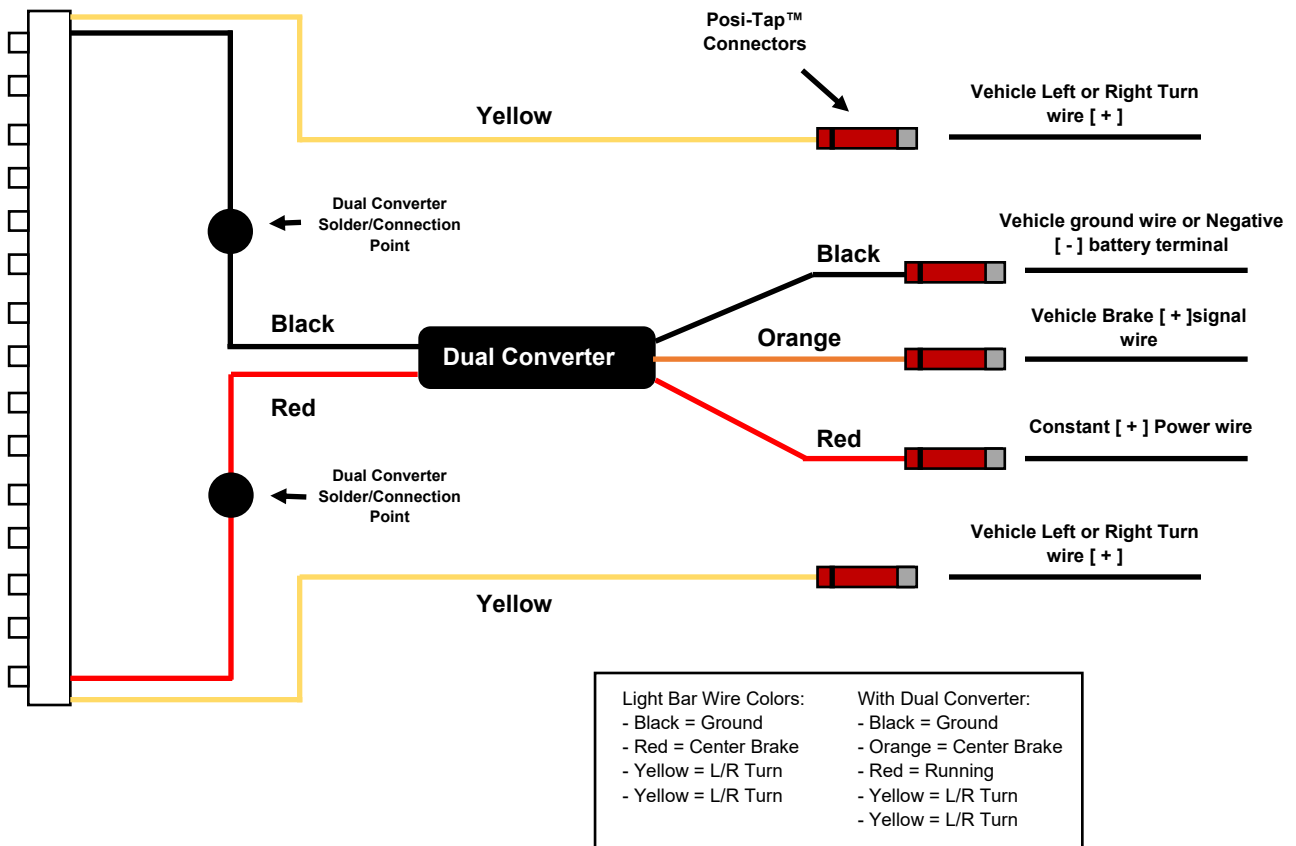 Posi-Tap™
Connectors
Vehicle Left or Right Turn
wire [ + ]
Yellow
Dual Converter
Solder/Connection
Point
Vehicle ground wire or Negative
[ - ] battery terminal
Black
Black
Vehicle Brake [ + ]signal
wire
Orange
Dual Converter
Red
Red
Constant [ + ] Power wire
Dual Converter
Solder/Connection
Point
Vehicle Left or Right Turn
wire [ + ]
Yellow
Light Bar Wire Colors:
- Black = Ground
- Red = Center Brake
- Yellow = L/R Turn
- Yellow = L/R Turn
With Dual Converter:
- Black = Ground
- Orange = Center Brake
- Red = Running
- Yellow = L/R Turn
- Yellow = L/R Turn